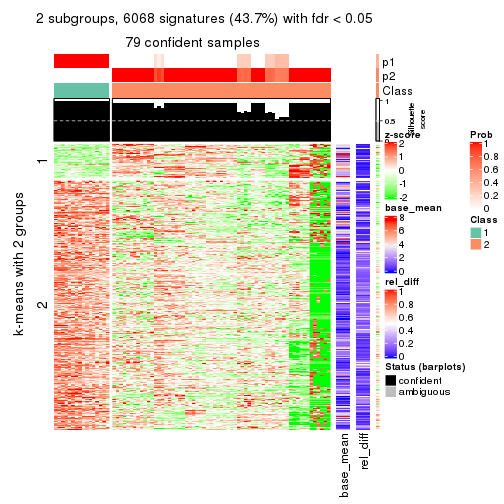 2 subgroups, 6068 signatures (43.7%) with fdr < 0.05
79 confident samples
p1
p2
Class
1
0.5
0
Silhouette
score
k-means with 2 groups
1
2
base_mean
rel_diff
z-score
2
1
0
-1
-2
base_mean
8
6
4
2
0
rel_diff
1
0.8
0.6
0.4
0.2
0
Status (barplots)
confident
ambiguous
Prob
1
0.8
0.6
0.4
0.2
0
Class
1
2